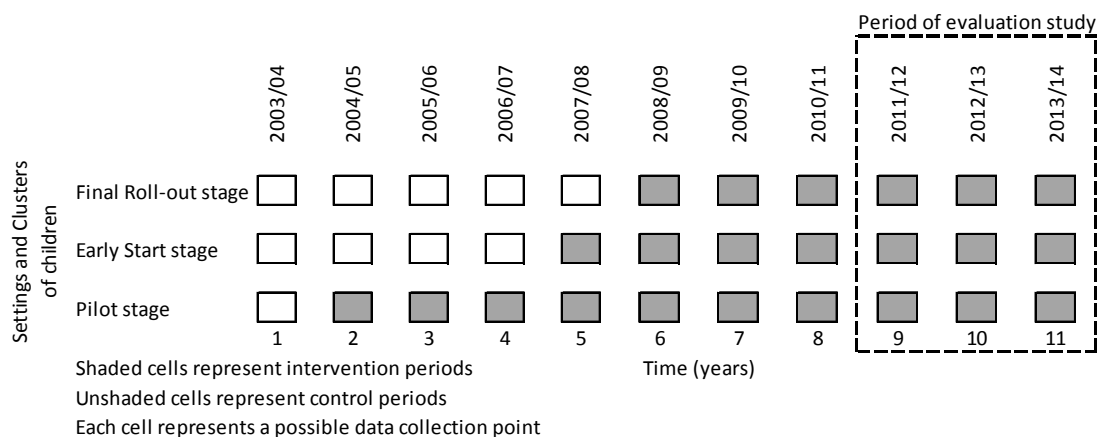 Period of evaluation study
2003/04
2004/05
2005/06
2006/07
2007/08
2008/09
2009/10
2010/11
2011/12
2012/13
2013/14
Settings and Clusters
of children
Final Roll-out stage
Early Start stage
Pilot stage
1 2 3 4 5 6 7 8 9 10 11
Shaded cells represent intervention periods
Time (years)
Unshaded cells represent control periods
Each cell represents a possible data collection point